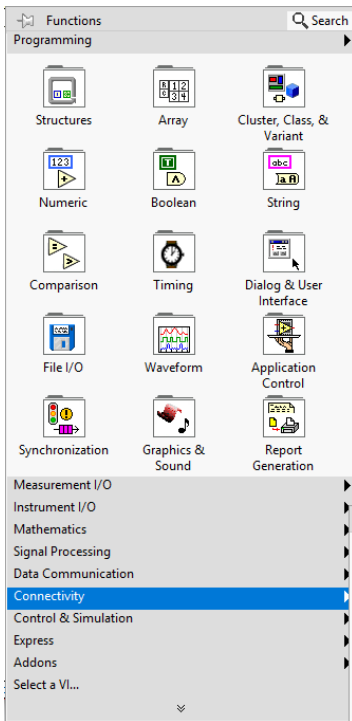 Functions
Search
Programming
Structures
Array
Cluster, Class, &
Variant
123
Numeric
Boolean
abc
String
Comparison
Timing
Dialog & User
Interface
File I/O
Waveform
Application
Control
Synchronization
Graphics &
Sound
Report
Generation
Measurement I/O
Instrument I/O
Mathematics
Signal Processing
Data Communication
Connectivity
Control & Simulation
Express
Addons
Select a VI...